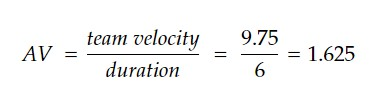 AV = team velocity / duration = 9.75 / 6 = 1.625